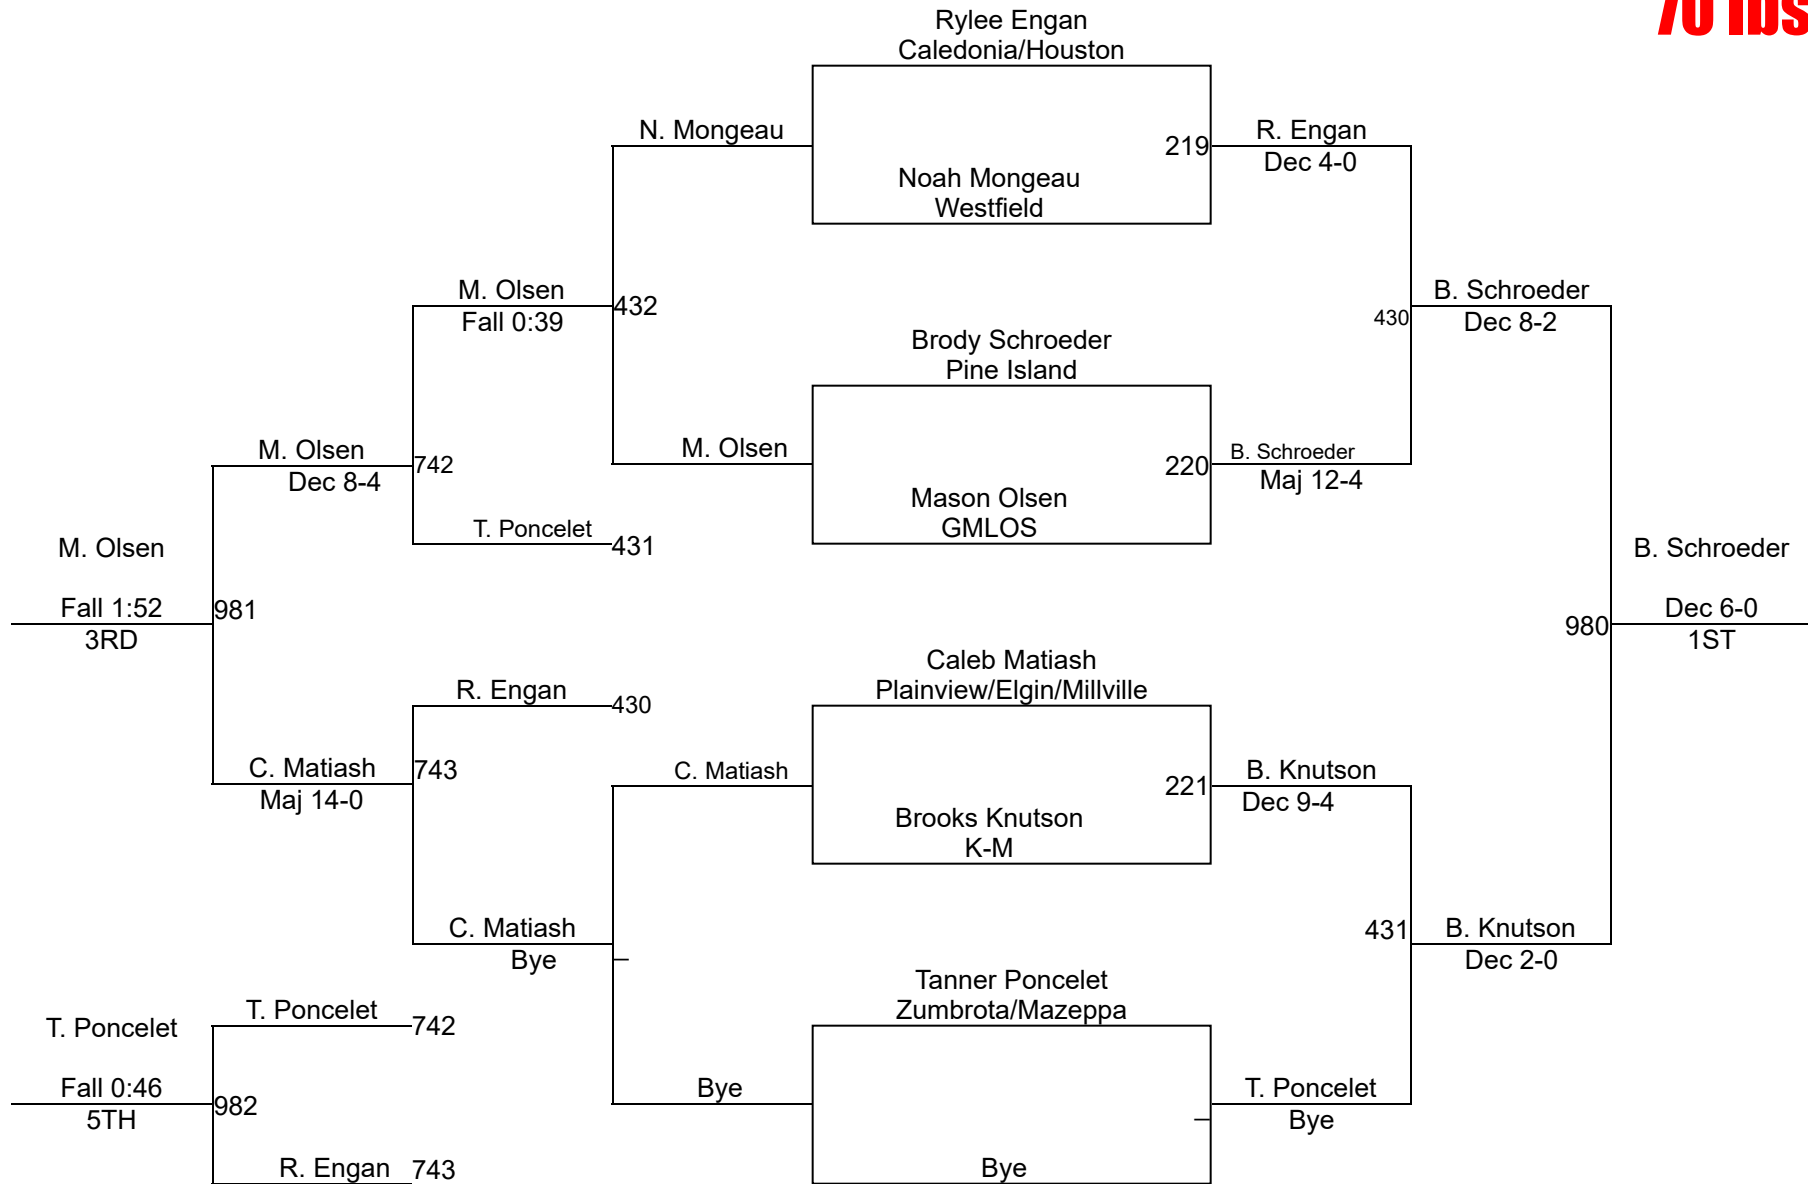 70 lbs
Rylee Engan
Caledonia/Houston
N. Mongeau
219
R. Engan
Dec 4-0
Noah Mongeau
Westfield
M. Olsen
Fall 0:39
432
430
B. Schroeder
Dec 8-2
Brody Schroeder
Pine Island
M. Olsen
Dec 8-4
742
M. Olsen
220
B. Schroeder
Maj 12-4
Mason Olsen
GMLOS
T. Poncelet
431
M. Olsen
Fall 1:52
3RD
981
B. Schroeder
Dec 6-0
1ST
980
Caleb Matiash
Plainview/Elgin/Millville
R. Engan
430
C. Matiash
Maj 14-0
743
C. Matiash
221
B. Knutson
Dec 9-4
Brooks Knutson
K-M
C. Matiash
Bye
431
B. Knutson
Dec 2-0
Tanner Poncelet
Zumbrota/Mazeppa
T. Poncelet
742
T. Poncelet
Fall 0:46
5TH
982
Bye
T. Poncelet
Bye
R. Engan
743
Bye